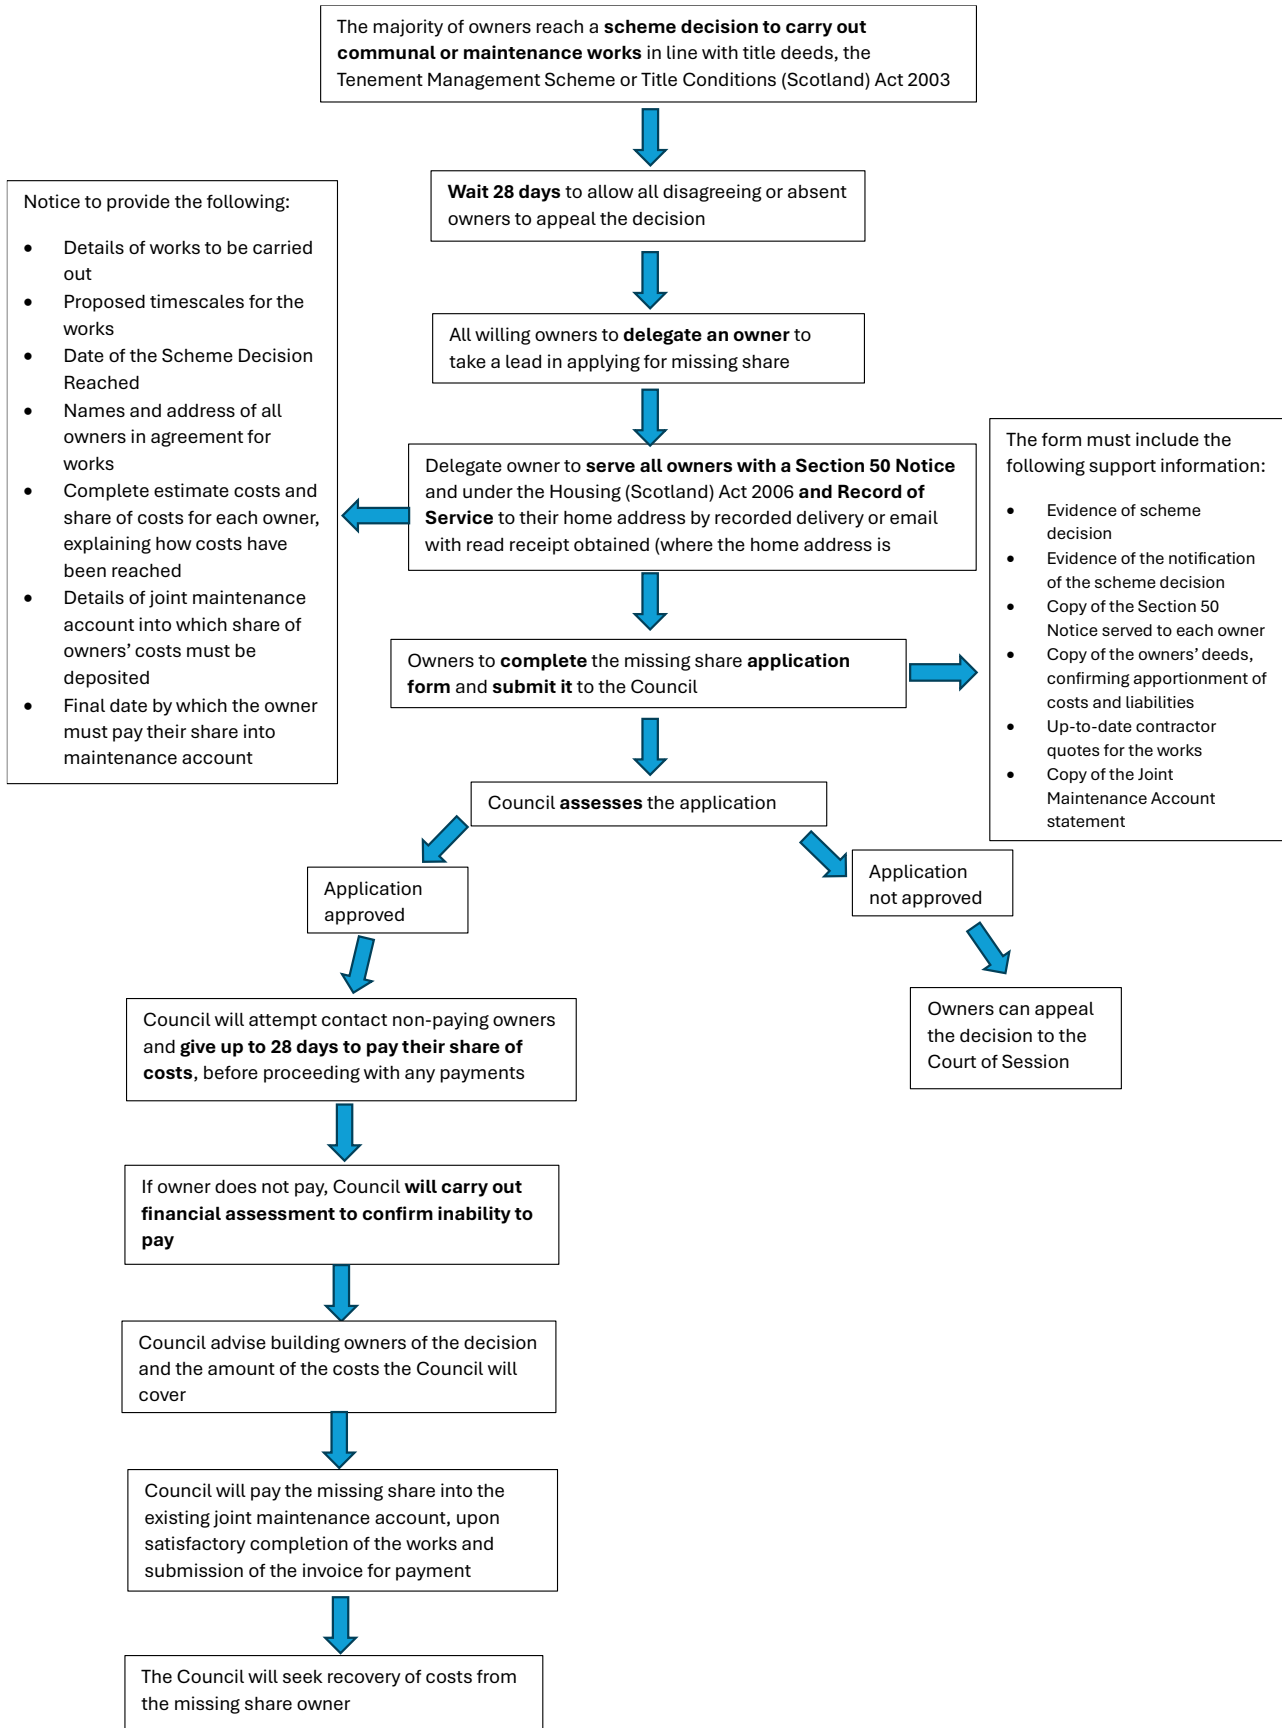 The majority of owners reach a scheme decision to carry out
communal or maintenance works in line with title deeds, the
Tenement Management Scheme or Title Conditions (Scotland) Act 2003
Wait 28 days to allow all disagreeing or absent
owners to appeal the decision
All willing owners to delegate an owner to
take a lead in applying for missing share
Delegate owner to serve all owners with a Section 50 Notice
and under the Housing (Scotland) Act 2006 and Record of
Service to their home address by recorded delivery or email
with read receipt obtained (where the home address is
Notice to provide the following:
• Details of works to be carried
out
• Proposed timescales for the
works
• Date of the Scheme Decision
Reached
• Names and address of all
owners in agreement for
works
• Complete estimate costs and
share of costs for each owner,
explaining how costs have
been reached
• Details of joint maintenance
account into which share of
owners’ costs must be
deposited
• Final date by which the owner
must pay their share into
maintenance account
Owners to complete the missing share application
form and submit it to the Council
The form must include the
following support information:
• Evidence of scheme
decision
• Evidence of the notification
of the scheme decision
• Copy of the Section 50
Notice served to each owner
• Copy of the owners’ deeds,
confirming apportionment of
costs and liabilities
• Up-to-date contractor
quotes for the works
• Copy of the Joint
Maintenance Account
statement
Council assesses the application
Application
approved
Application
not approved
Owners can appeal
the decision to the
Court of Session
Council will attempt contact non-paying owners
and give up to 28 days to pay their share of
costs, before proceeding with any payments
If owner does not pay, Council will carry out
financial assessment to confirm inability to
pay
Council advise building owners of the decision
and the amount of the costs the Council will
cover
Council will pay the missing share into the
existing joint maintenance account, upon
satisfactory completion of the works and
submission of the invoice for payment
The Council will seek recovery of costs from
the missing share owner